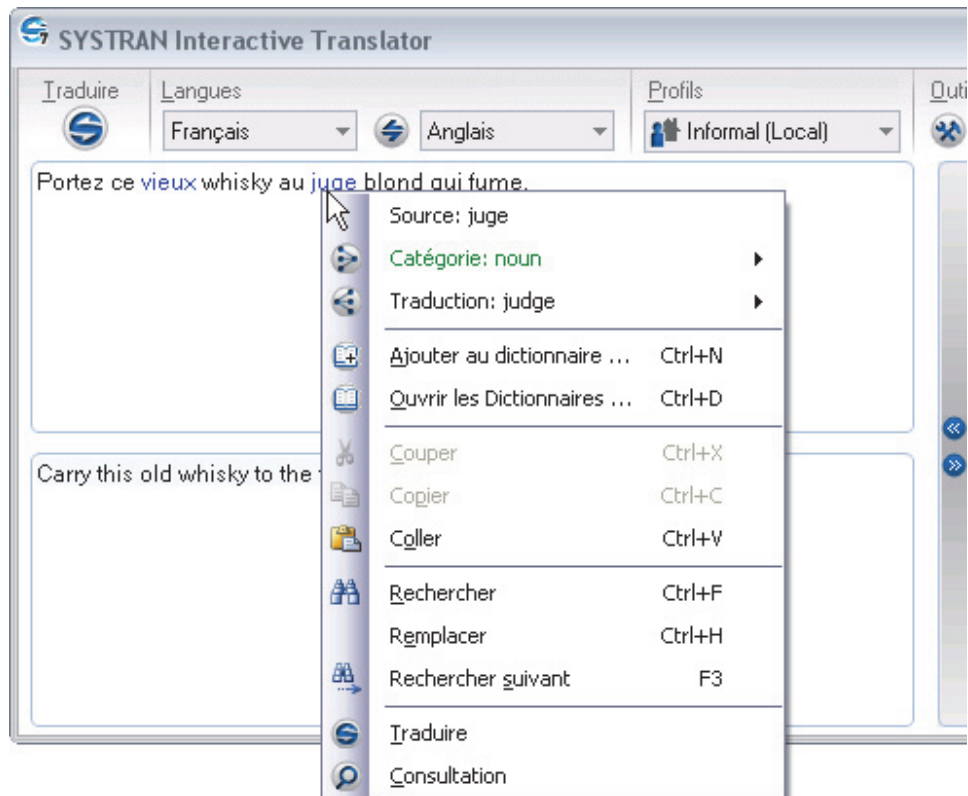 SYSTRAN Interactive Translator
Traduire Langues Profils Outi
Français Anglais Informal (Local)
Portez ce vieux whisky au juge blond qui fume.
Source: juge
Catégorie: noun
Traduction: judge
Ajouter au dictionnaire ... Ctrl+N
Ouvrir les Dictionnaires ... Ctrl+D
Couper Ctrl+X
Carry this old whisky to the
Copier Ctrl+C
Coller Ctrl+V
Rechercher Ctrl+F
Remplacer Ctrl+H
Rechercher suivant F3
Traduire
Consultation